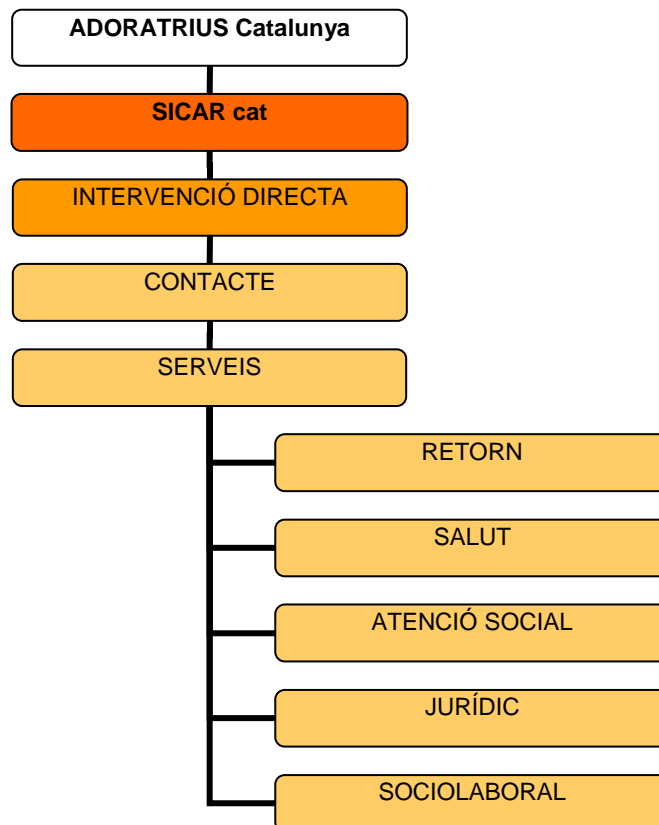 ADORATRIUS Catalunya
SICAR cat
INTERVENCIÓ DIRECTA
CONTACTE
SERVEIS
RETORN
SALUT
ATENCIÓ SOCIAL
JURÍDIC
SOCIOLABORAL